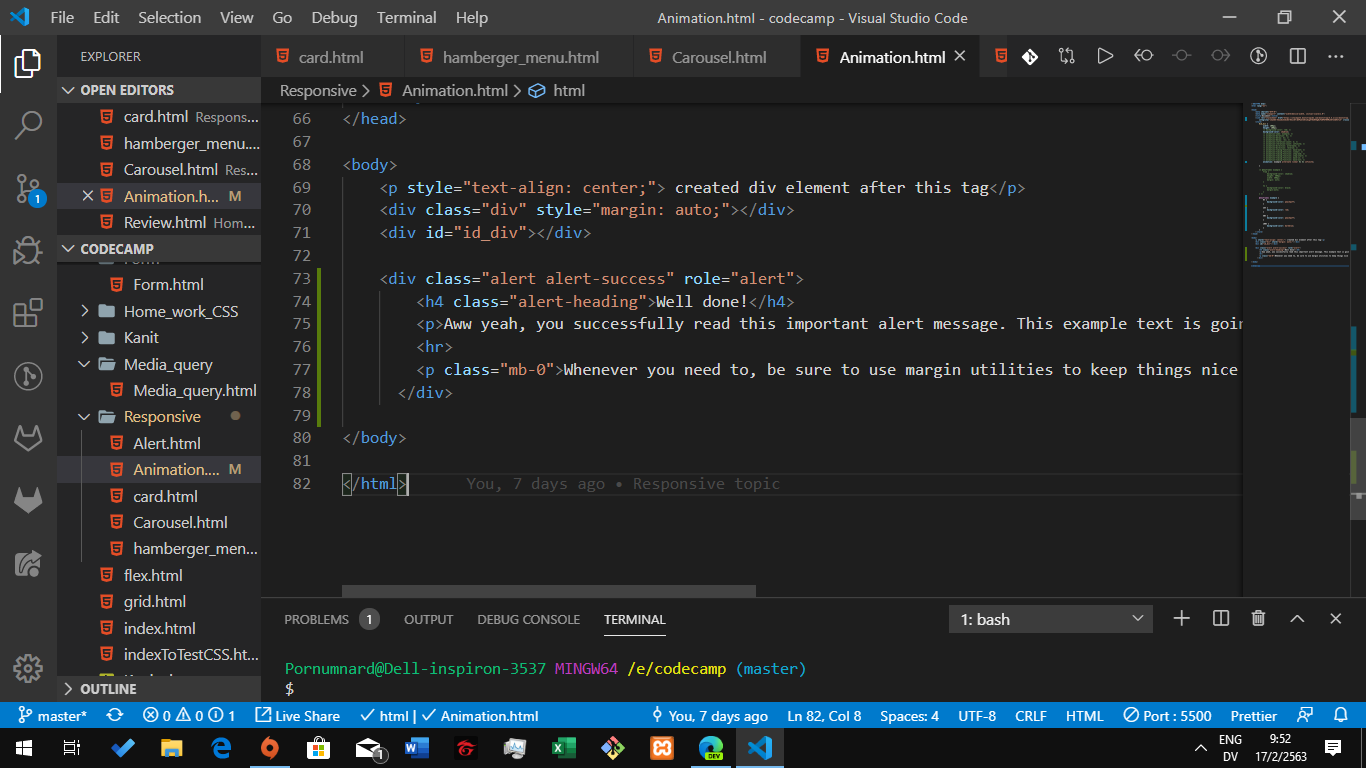 File Edit Selection View Go Debug Terminal Help
Animation.html - codecamp - Visual Studio Code
EXPLORER
card.html
hamberger_menu.html
Carousel.html
Animation.html
OPEN EDITORS
card.html Respons...
hamberger_menu....
Carousel.html Res...
Animation.h... M
Review.html Hom...
1
CODECAMP
Form.html
Home_work_CSS
Kanit
Media_query
Media_query.html
Responsive
Alert.html
Animation.... M
card.html
Carousel.html
hamberger_men...
flex.html
grid.html
index.html
indexToTestCSS.ht...
OUTLINE
Responsive > Animation.html > html
66 </head>
67
68 <body>
69 <p style="text-align: center;"> created div element after this tag</p>
70 <div class="div" style="margin: auto;"></div>
71 <div id="id_div"></div>
72
73 <div class="alert alert-success" role="alert">
74 <h4 class="alert-heading">Well done!</h4>
75 <p>Aww yeah, you successfully read this important alert message. This example text is goin
76 <hr>
77 <p class="mb-0">Whenever you need to, be sure to use margin utilities to keep things nice
78 </div>
79
80 </body>
81
82 </html> You, 7 days ago • Responsive topic
PROBLEMS 1 OUTPUT DEBUG CONSOLE TERMINAL
1: bash
Pornumnard@Dell-inspiron-3537 MINGW64 /e/codecamp (master)
$
master* 0 0 1 Live Share html | Animation.html You, 7 days ago Ln 82, Col 8 Spaces: 4 UTF-8 CRLF HTML Port : 5500 Prettier
1
DEV
ENG
DV
9:52
17/2/2563